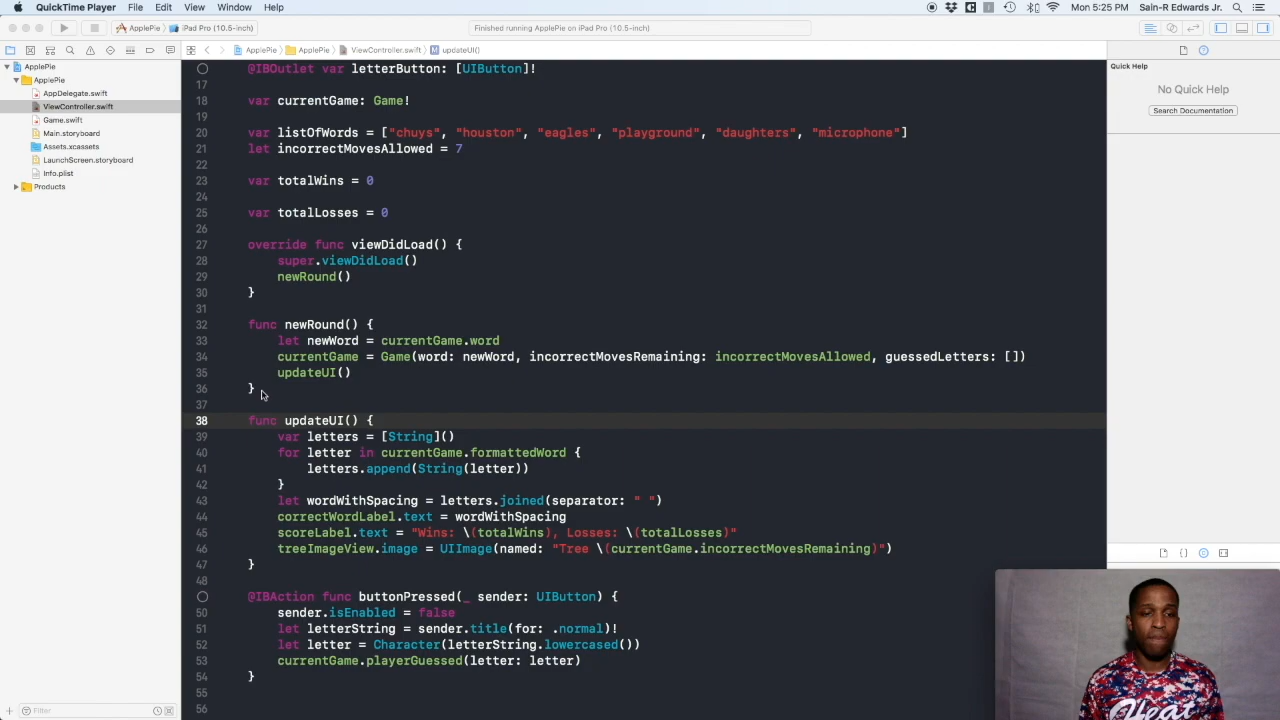 QuickTime Player File Edit View Window Help
Mon 5:25 PM Sain-R Edwards Jr.
ApplePie iPad Pro (10.5-inch)
Finished running ApplePie on iPad Pro (10.5-inch)
ApplePie ApplePie ViewController.swift updateUI()
ApplePie
ApplePie
AppDelegate.swift
ViewController.swift
Game.swift
Main.storyboard
Assets.xcassets
LaunchScreen.storyboard
Info.plist
Products
Filter
@IBOutlet var letterButton: [UIButton]!
17
18 var currentGame: Game!
19
20 var listOfWords = ["chuys", "houston", "eagles", "playground", "daughters", "microphone"]
21 let incorrectMovesAllowed = 7
22
23 var totalWins = 0
24
25 var totalLosses = 0
26
27 override func viewDidLoad() {
28 super.viewDidLoad()
29 newRound()
30 }
31
32 func newRound() {
33 let newWord = currentGame.word
34 currentGame = Game(word: newWord, incorrectMovesRemaining: incorrectMovesAllowed, guessedLetters: [])
35 updateUI()
36 }
37
38 func updateUI() {
39 var letters = [String]()
40 for letter in currentGame.formattedWord {
41 letters.append(String(letter))
42 }
43 let wordWithSpacing = letters.joined(separator: " ")
44 correctWordLabel.text = wordWithSpacing
45 scoreLabel.text = "Wins: \(totalWins), Losses: \(totalLosses)"
46 treeImageView.image = UIImage(named: "Tree \(currentGame.incorrectMovesRemaining)")
47 }
48
@IBAction func buttonPressed(_ sender: UIButton) {
50 sender.isEnabled = false
51 let letterString = sender.title(for: .normal)!
52 let letter = Character(letterString.lowercased())
53 currentGame.playerGuessed(letter: letter)
54 }
55
56
Quick Help
No Quick Help
Search Documentation